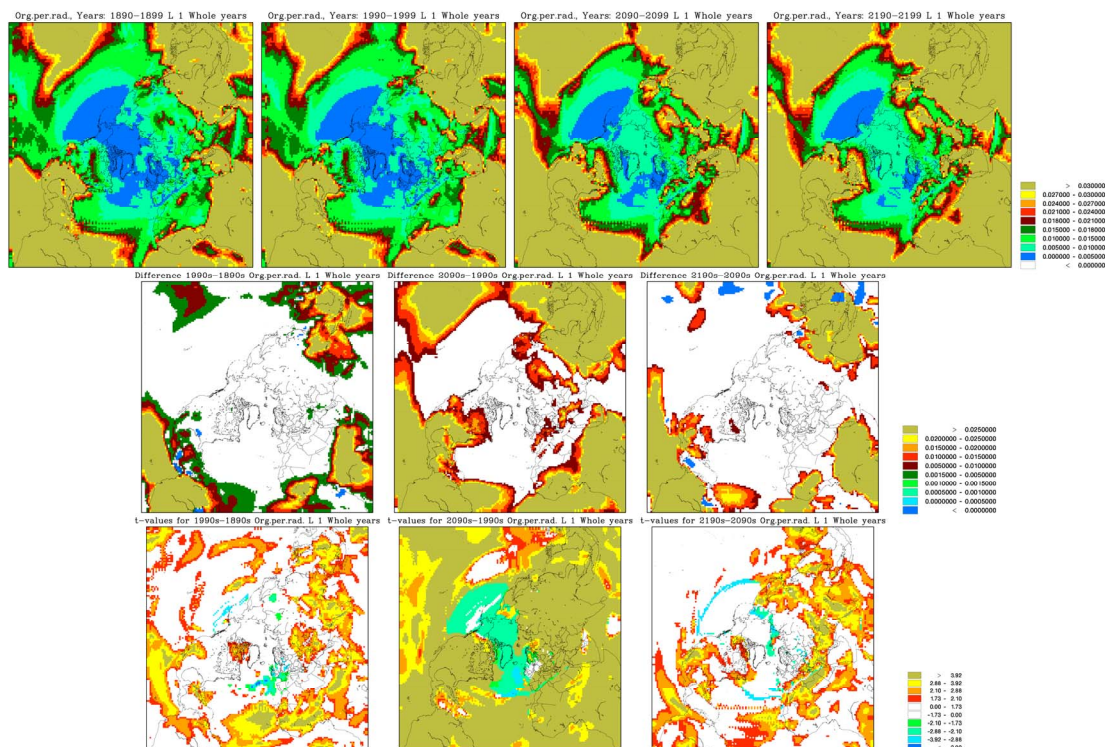 Org.per.rad., Years: 1890-1899 L 1 Whole years
Org.per.rad., Years: 1990-1999 L 1 Whole years
Org.per.rad., Years: 2090-2099 L 1 Whole years
Org.per.rad., Years: 2190-2199 L 1 Whole years
> 0.030000
0.027000 - 0.030000
0.024000 - 0.027000
0.021000 - 0.024000
0.018000 - 0.021000
0.015000 - 0.018000
0.010000 - 0.015000
0.005000 - 0.010000
0.000000 - 0.005000
< 0.000000
Difference 1990s-1890s Org.per.rad. L 1 Whole years
Difference 2090s-1990s Org.per.rad. L 1 Whole years
Difference 2190s-2090s Org.per.rad. L 1 Whole years
> 0.0250000
0.0200000 - 0.0250000
0.0150000 - 0.0200000
0.0100000 - 0.0150000
0.0050000 - 0.0100000
0.0010000 - 0.0050000
0.0010000 - 0.0015000
0.0005000 - 0.0010000
0.0000000 - 0.0005000
< 0.0000000
t-values for 1990s-1890s Org.per.rad. L 1 Whole years
t-values for 2090s-1990s Org.per.rad. L 1 Whole years
t-values for 2190s-2090s Org.per.rad. L 1 Whole years
> 3.92
2.88 - 3.92
2.10 - 2.88
1.73 - 2.10
0.00 - 1.73
-1.73 - 0.00
-2.10 - -1.73
-2.88 - -2.10
-3.92 - -2.88